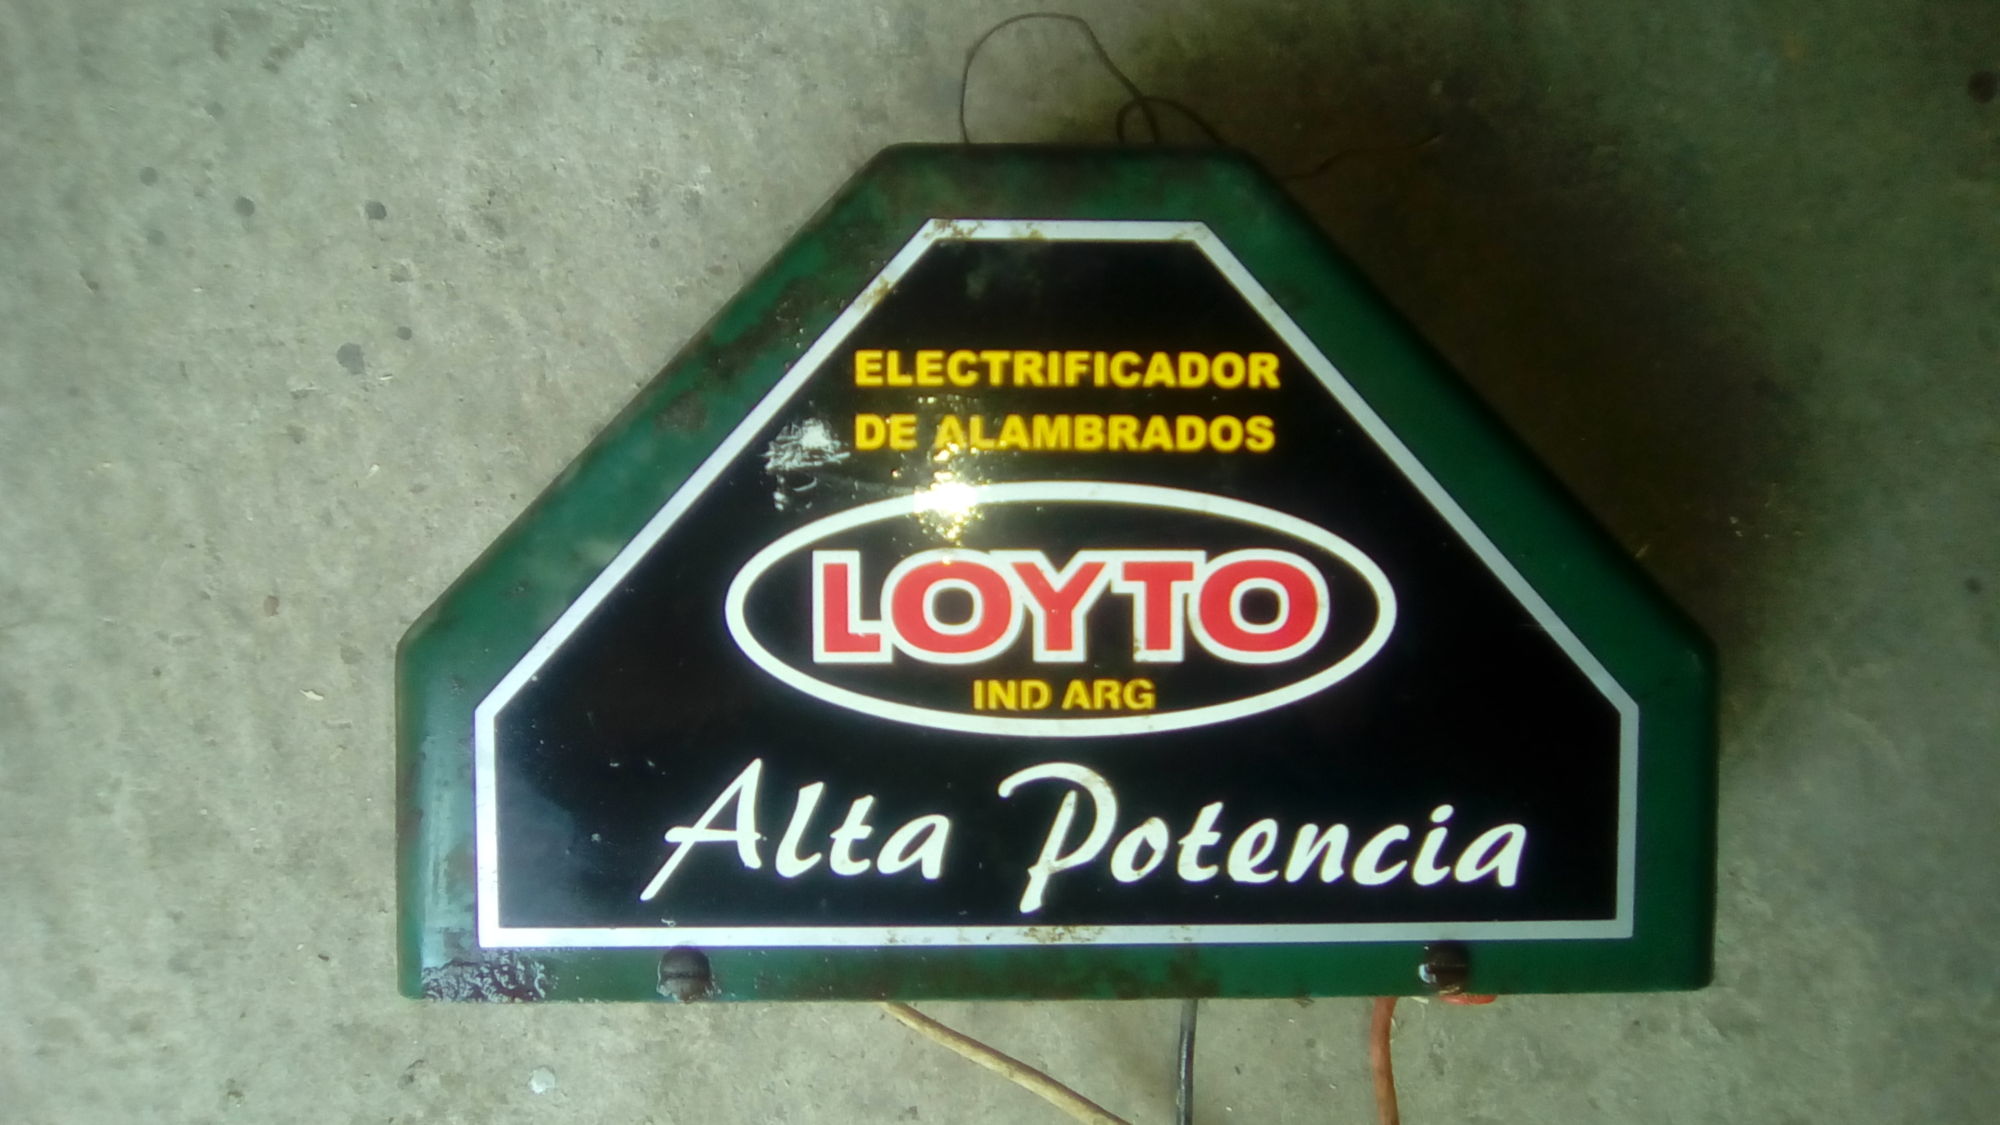 ELECTRIFICADOR
DE ALAMBRADOS
LOYTO
IND ARG
Alta Potencia